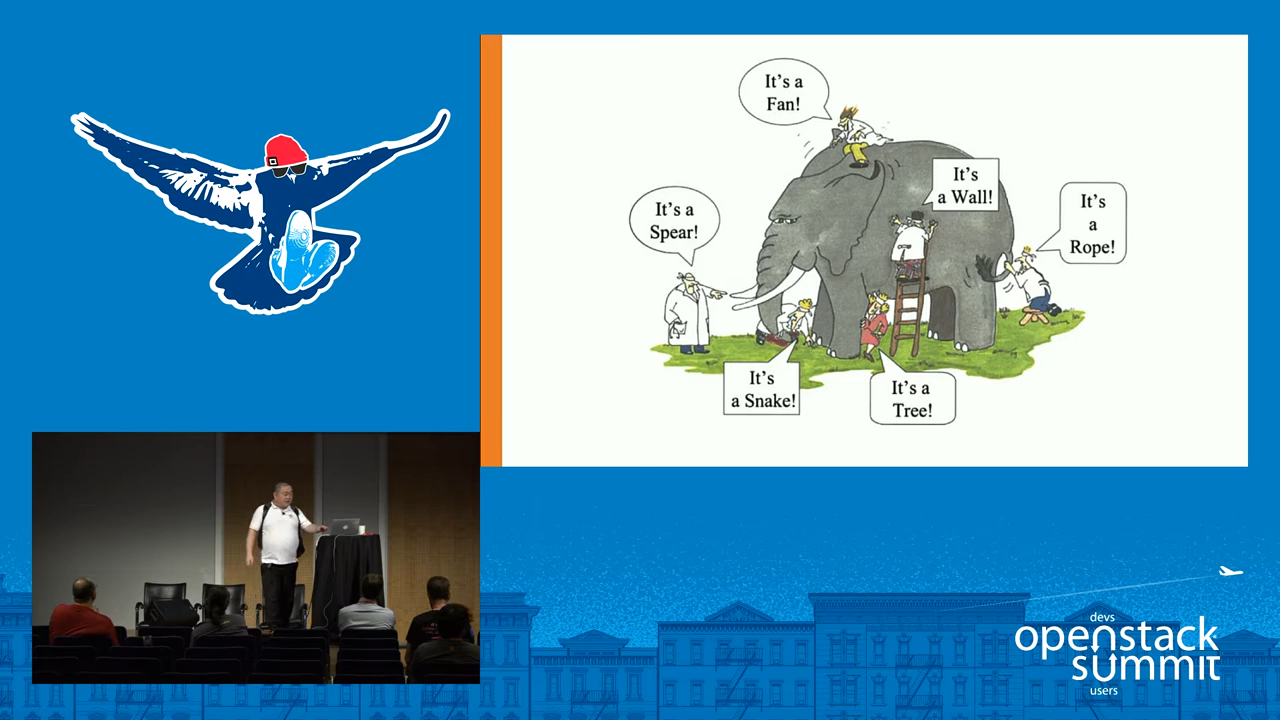 It's a
Fan!
It's
a Wall!
It's a
Spear!
It's
a
Rope!
It's
a Snake!
It's a
Tree!
devs
openstack
summit
users